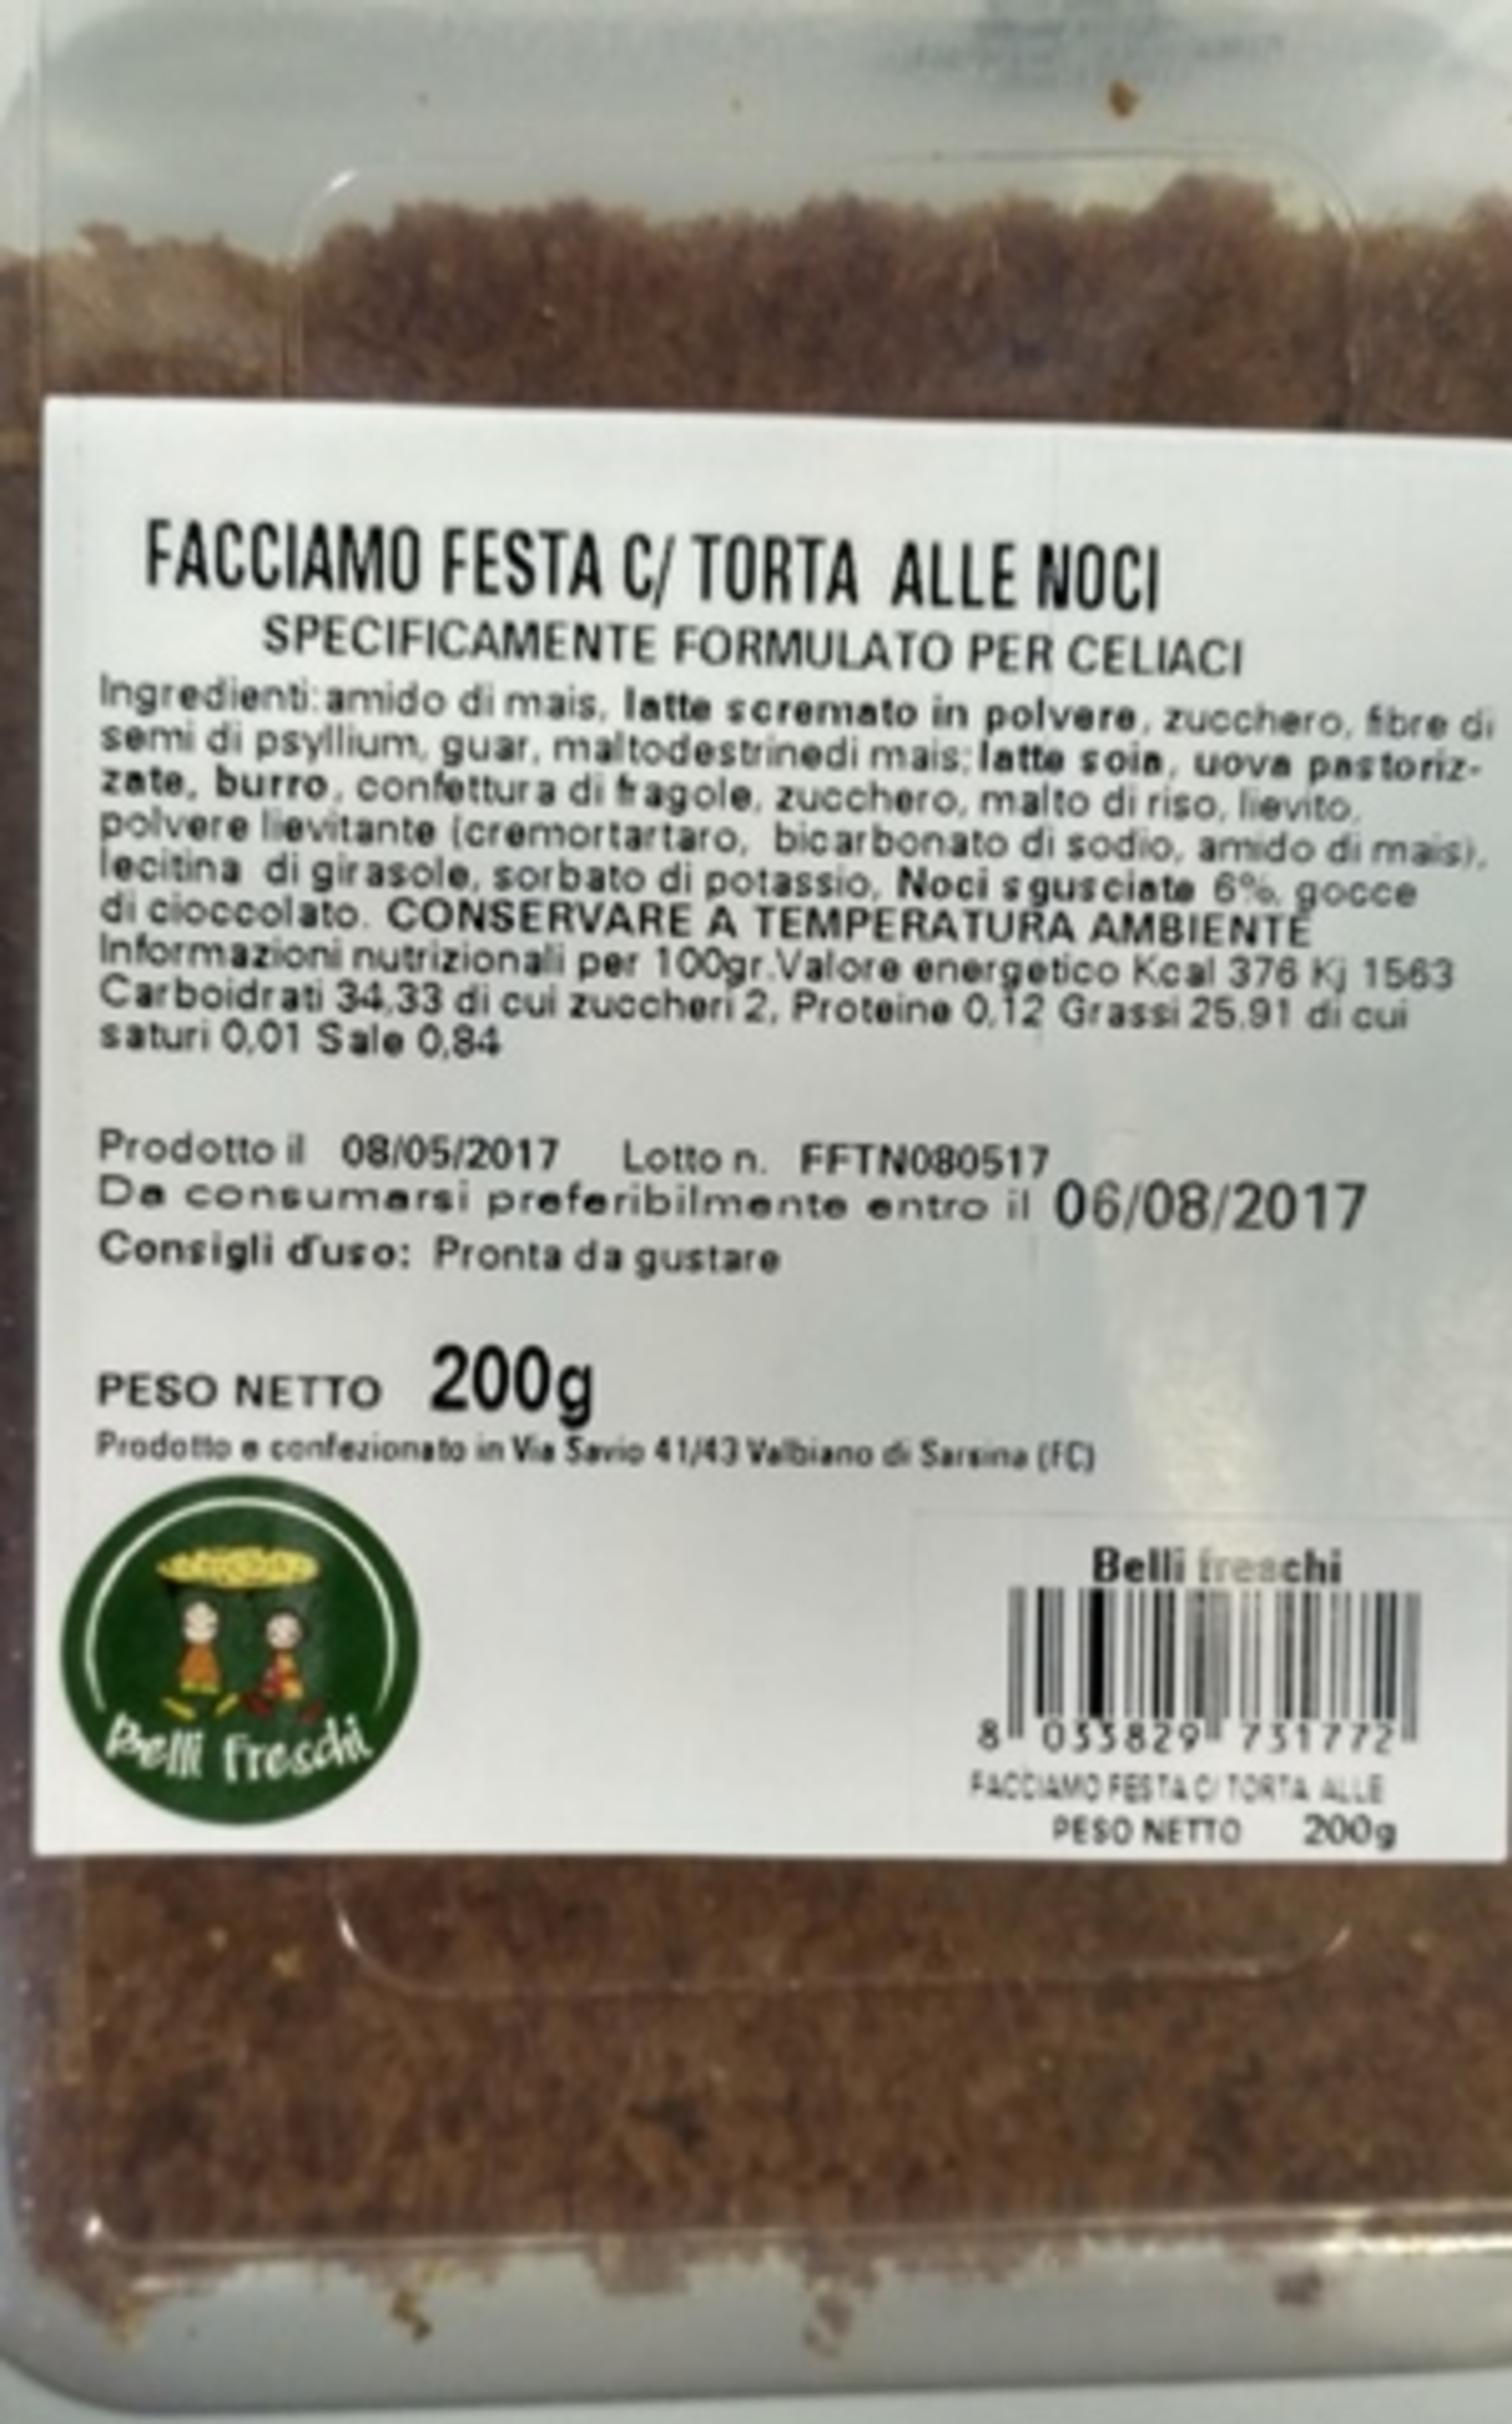 FACCIAMO FESTA C/ TORTA ALLE NOCI
SPECIFICAMENTE FORMULATO PER CELIACI
Ingredienti: amido di mais, latte scremato in polvere, zucchero, fibre di
semi di psyllium, guar, maltodestrinedi mais; latte soia, uova pastoriz-
zate, burro, confettura di fragole, zucchero, malto di riso, lievito,
polvere lievitante (cremortartaro, bicarbonato di sodio, amido di mais),
lecitina di girasole, sorbato di potassio, Noci sgusciate 6%, gocce
di cioccolato. CONSERVARE A TEMPERATURA AMBIENTE
Informazioni nutrizionali per 100gr.Valore energetico Kcal 376 Kj 1563
Carboidrati 34,33 di cui zuccheri 2, Proteine 0,12 Grassi 25,91 di cui
saturi 0,01 Sale 0,84
Prodotto il 08/05/2017 Lotto n. FFTN080517
Da consumarsi preferibilmente entro il 06/08/2017
Consigli d'uso: Pronta da gustare
PESO NETTO 200g
Prodotto e confezionato in Via Savio 41/43 Valbiano di Sarsina (FC)
Belli freschi
Belli freschi
8 033829 731772
FACCIAMO FESTA C/ TORTA ALLE
PESO NETTO 200g